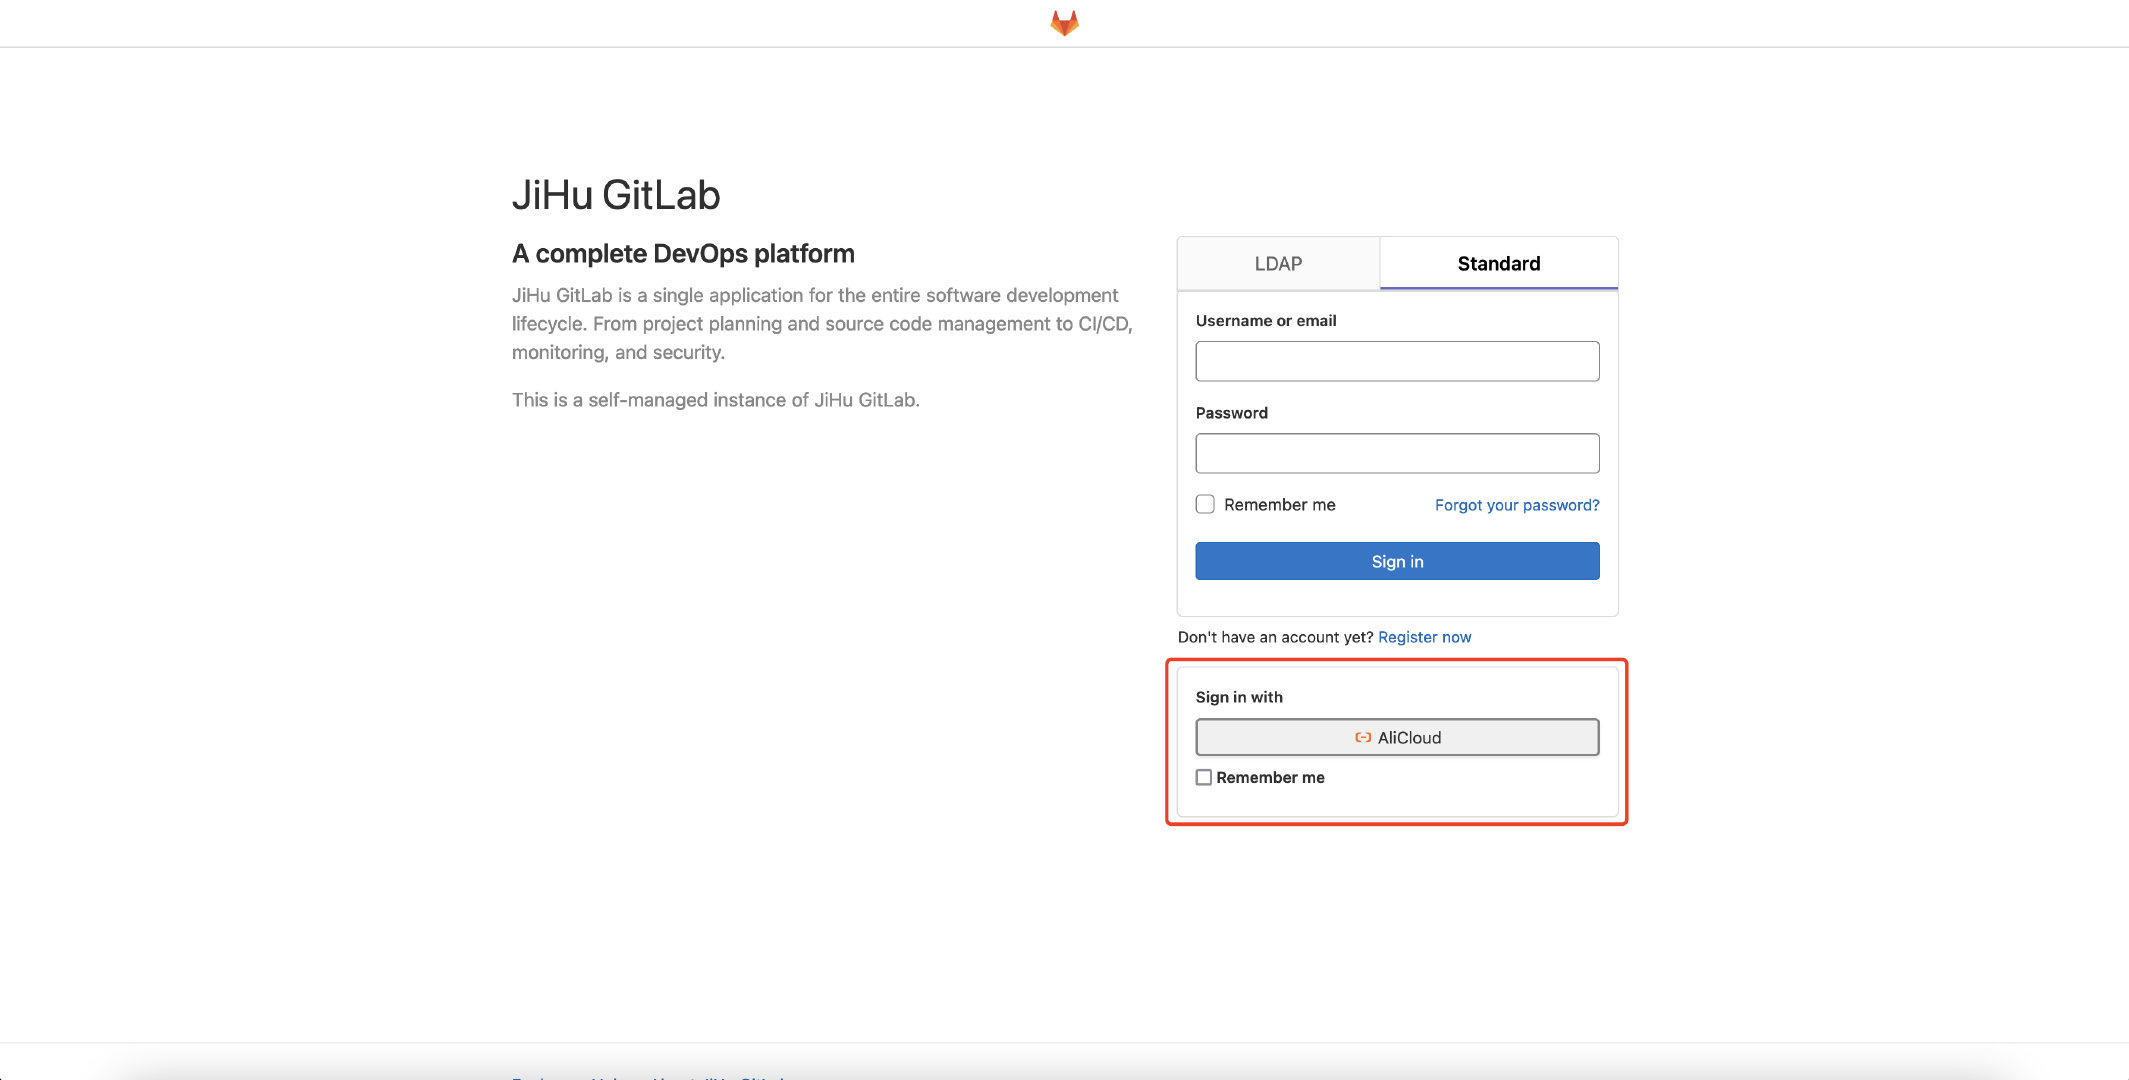 JiHu GitLab
A complete DevOps platform
JiHu GitLab is a single application for the entire software development
lifecycle. From project planning and source code management to CI/CD,
monitoring, and security.
This is a self-managed instance of JiHu GitLab.
LDAP
Standard
Username or email
Password
Remember me
Forgot your password?
Sign in
Don't have an account yet? Register now
Sign in with
AliCloud
Remember me